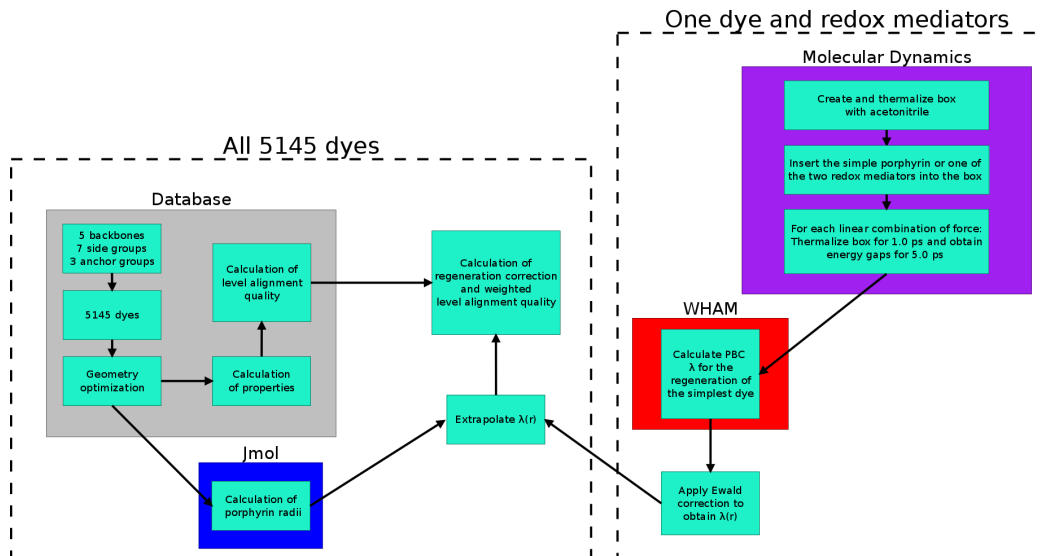 One dye and redox mediators
Molecular Dynamics
Create and thermalize box
with acetonitrile
Insert the simple porphyrin or one of
the two redox mediators into the box
For each linear combination of force:
Thermalize box for 1.0 ps and obtain
energy gaps for 5.0 ps
WHAM
Calculate PBC
λ for the
regeneration of
the simplest dye
Apply Ewald
correction to
obtain λ(r)
All 5145 dyes
Database
5 backbones
7 side groups
3 anchor groups
5145 dyes
Geometry
optimization
Calculation
of properties
Calculation of
level alignment
quality
Jmol
Calculation of
porphyrin radii
Extrapolate λ(r)
Calculation of
regeneration correction
and weighted
level alignment quality